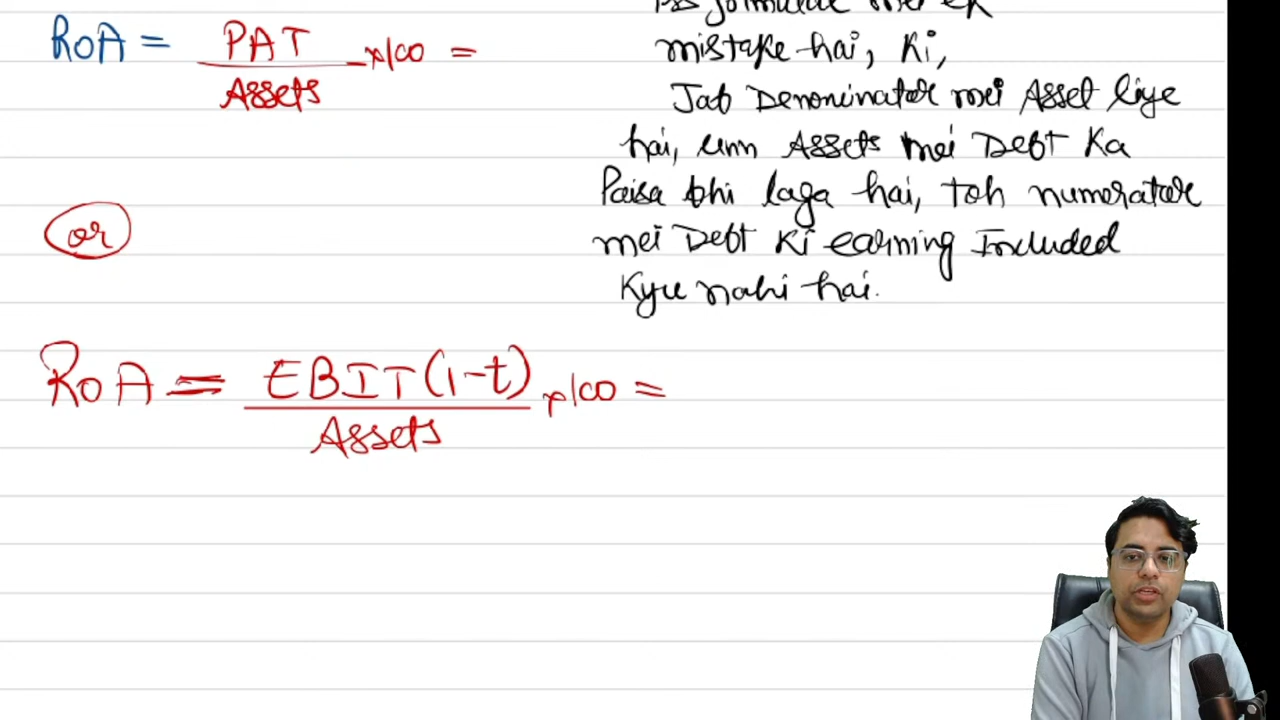 RoA = PAT / Assets x100 =
mistake hai, Ki,
Jab Denominator mei Asset liye
hai, unn Assets mei Debt Ka
Paisa bhi laga hai, toh numerator
mei Debt Ki earning Included
Kyu nahi hai.
or
RoA = EBIT(1-t) / Assets x100 =